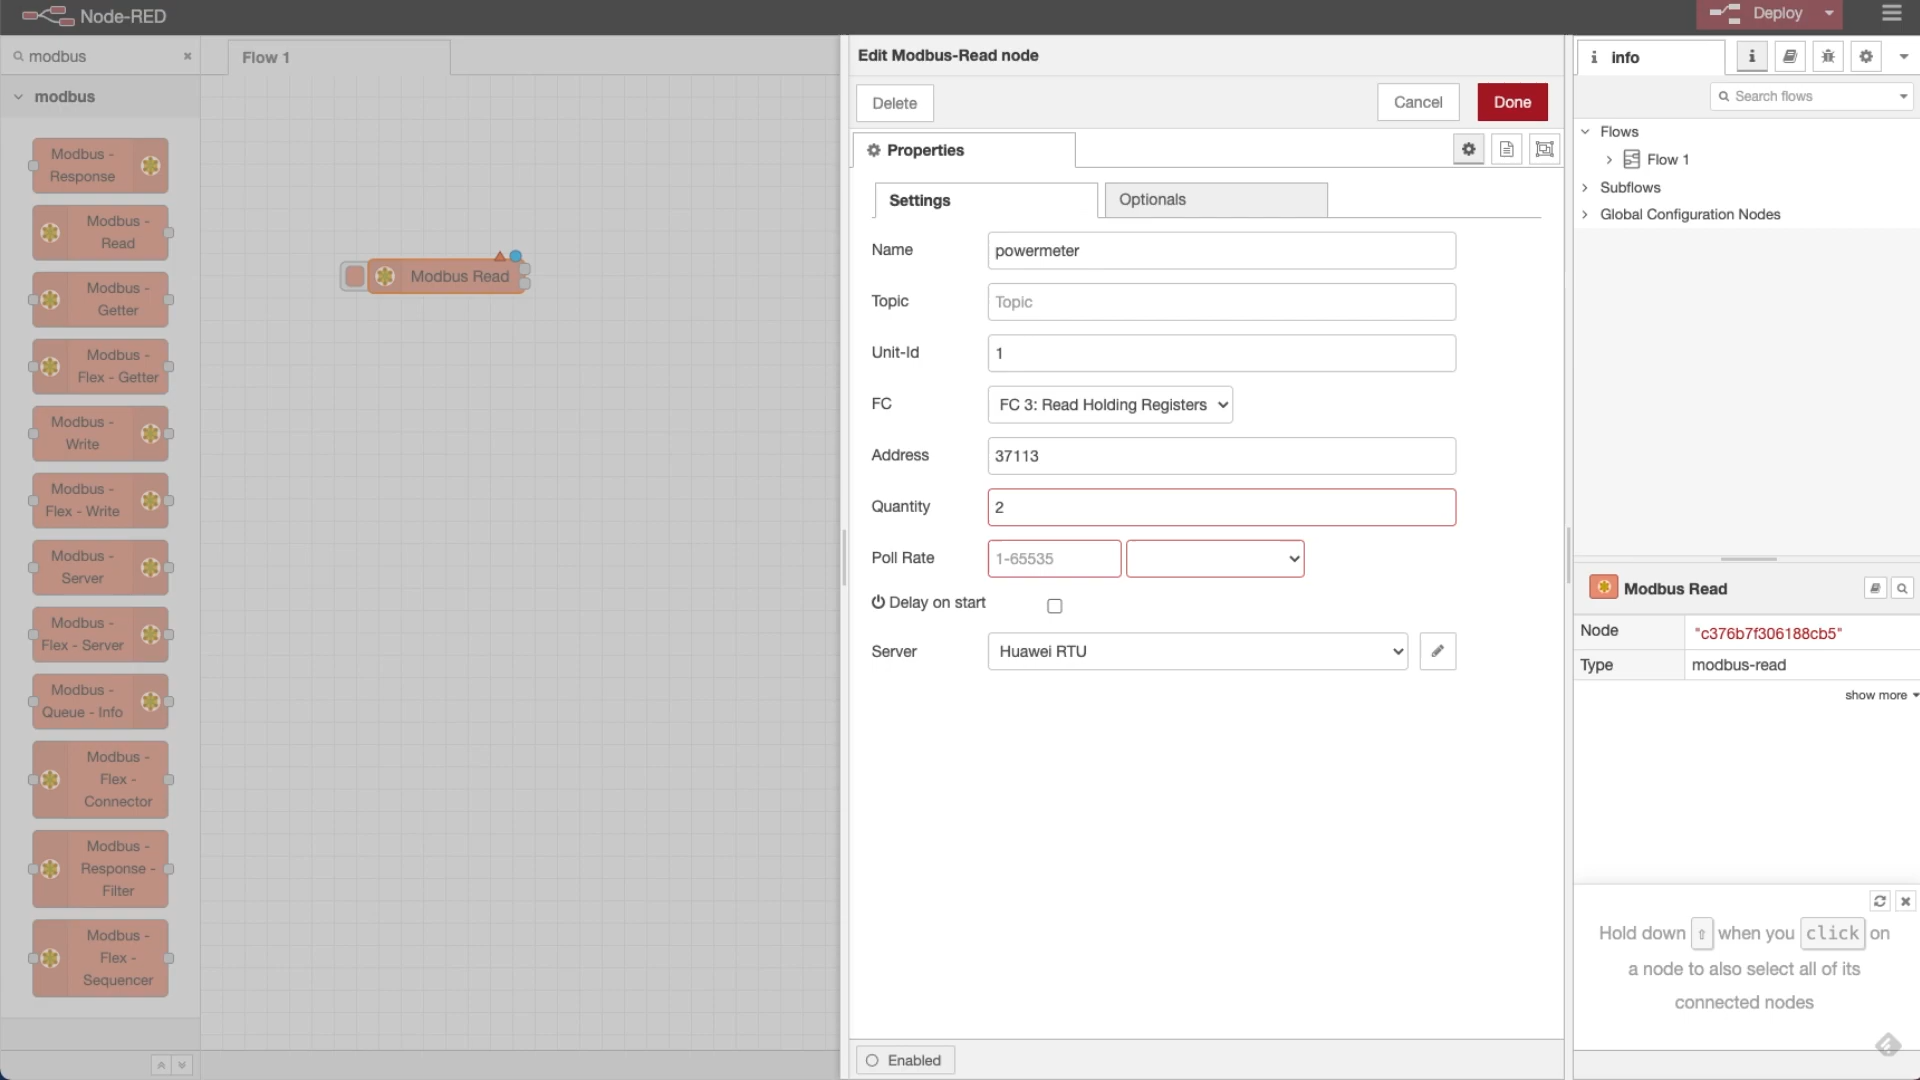 Node-RED
Deploy
modbus
modbus
Modbus -
Response
Modbus -
Read
Modbus -
Getter
Modbus -
Flex - Getter
Modbus -
Write
Modbus -
Flex - Write
Modbus -
Server
Modbus -
Flex - Server
Modbus -
Queue - Info
Modbus -
Flex -
Connector
Modbus -
Response -
Filter
Modbus -
Flex -
Sequencer
Flow 1
Modbus Read
Edit Modbus-Read node
Delete
Cancel
Done
Properties
Settings
Optionals
Name
powermeter
Topic
Topic
Unit-Id
1
FC
FC 3: Read Holding Registers
Address
37113
Quantity
2
Poll Rate
1-65535
Delay on start
Server
Huawei RTU
Enabled
i info
i
Search flows
Flows
Flow 1
Subflows
Global Configuration Nodes
Modbus Read
Node
"c376b7f306188cb5"
Type
modbus-read
show more
Hold down ⇧ when you click on
a node to also select all of its
connected nodes